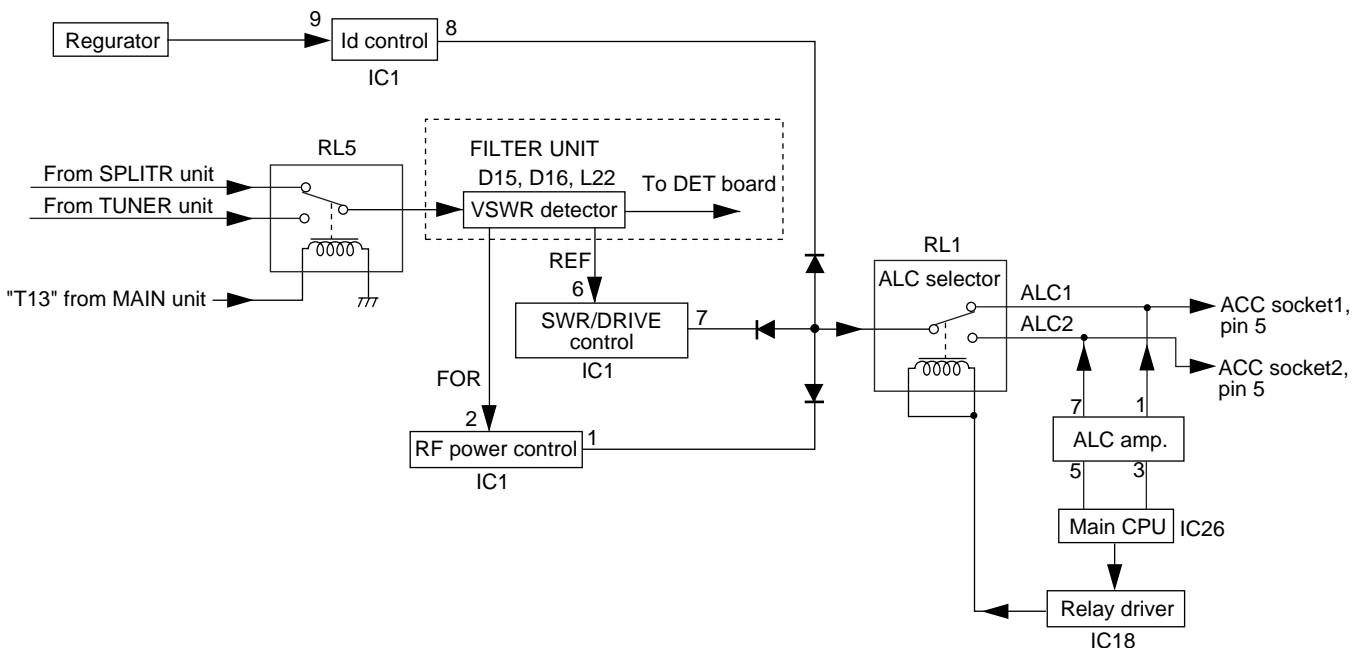 Regurator
9
Id control
8
IC1
RL5
From SPLITR unit
From TUNER unit
"T13" from MAIN unit
FILTER UNIT
D15, D16, L22
VSWR detector
To DET board
REF
6
SWR/DRIVE
control
7
IC1
FOR
2
RF power control
1
IC1
RL1
ALC selector
ALC1
ALC2
ACC socket1,
pin 5
ACC socket2,
pin 5
7
1
ALC amp.
5
3
Main CPU
IC26
Relay driver
IC18